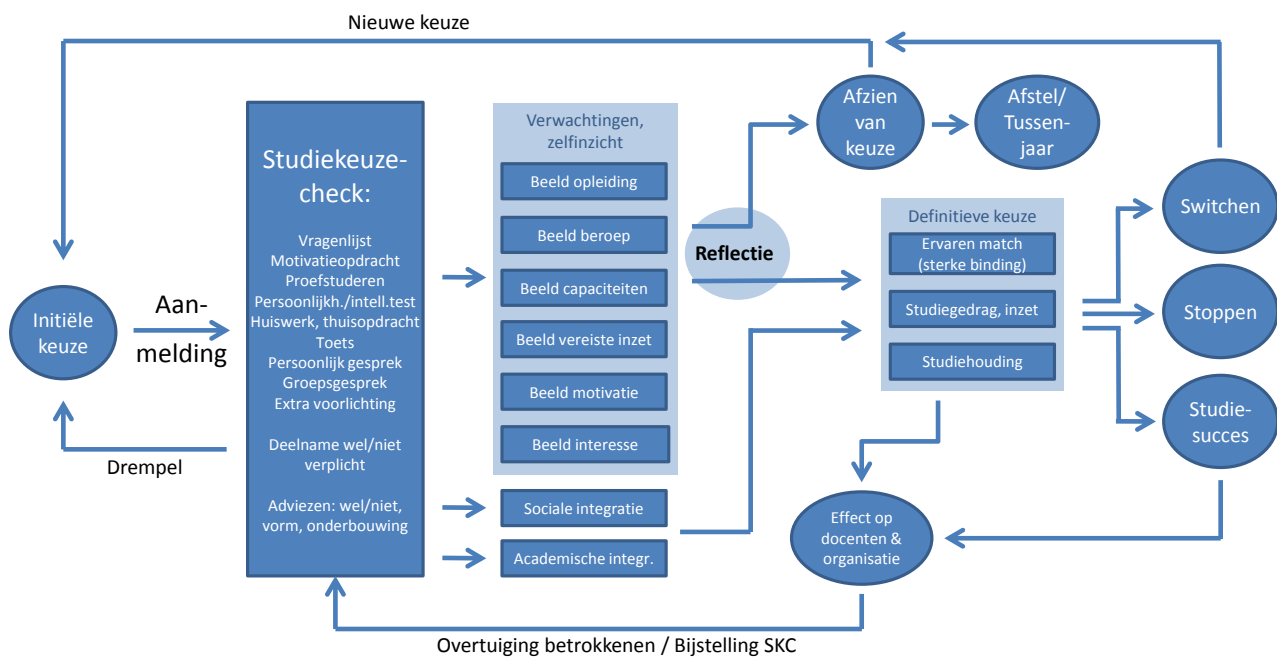 Nieuwe keuze
Initiële
keuze
Aan-
melding
Drempel
Studiekeuze-
check:
Vragenlijst
Motivatieopdracht
Proefstuderen
Persoonlijkh./intell.test
Huiswerk, thuisopdracht
Toets
Persoonlijk gesprek
Groepsgesprek
Extra voorlichting
Deelname wel/niet
verplicht
Adviezen: wel/niet,
vorm, onderbouwing
Verwachtingen,
zelfinzicht
Beeld opleiding
Beeld beroep
Beeld capaciteiten
Beeld vereiste inzet
Beeld motivatie
Beeld interesse
Sociale integratie
Academische integr.
Reflectie
Afzien
van
keuze
Afstel/
Tussen-
jaar
Definitieve keuze
Ervaren match
(sterke binding)
Studiegedrag, inzet
Studiehouding
Switchen
Stoppen
Studie-
succes
Effect op
docenten &
organisatie
Overtuiging betrokkenen / Bijstelling SKC